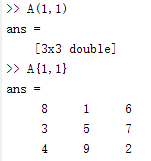 >> A(1,1)
ans =
[3x3 double]
>> A{1,1}
ans =
8 1 6
3 5 7
4 9 2